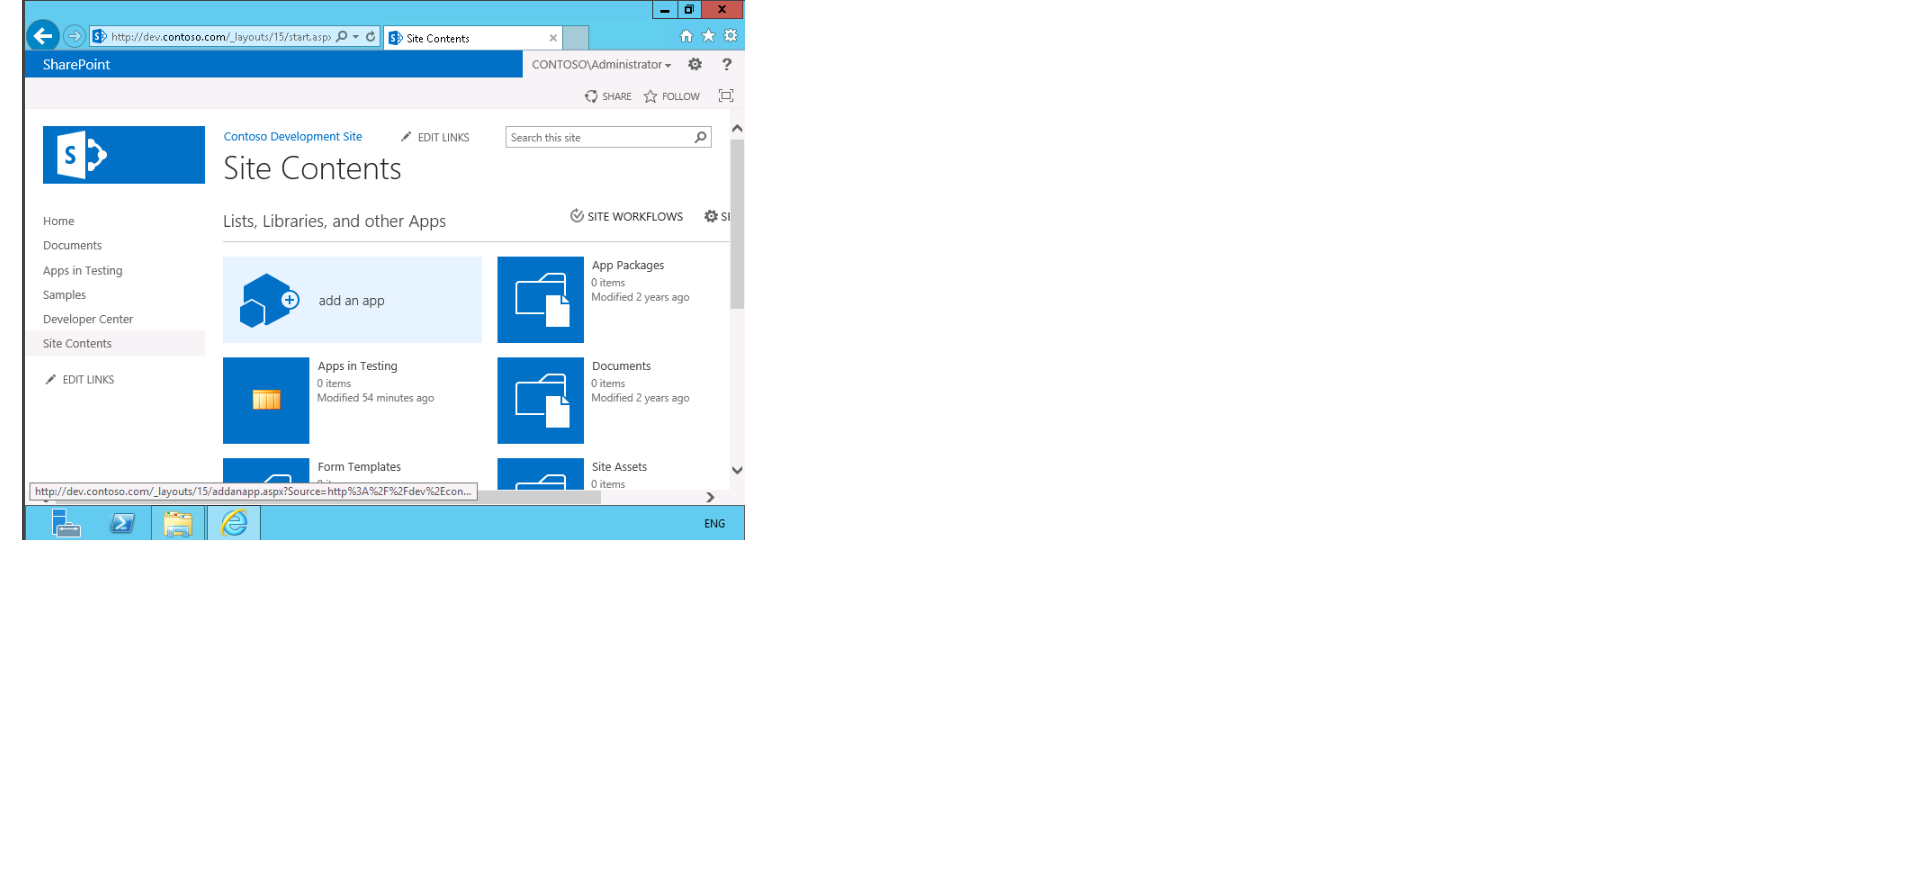 http://dev.contoso.com/_layouts/15/start.asp
Site Contents
SharePoint
CONTOSO\Administrator
?
SHARE
FOLLOW
S
Contoso Development Site
EDIT LINKS
Search this site
Site Contents
Home
Documents
Apps in Testing
Samples
Developer Center
Site Contents
EDIT LINKS
Lists, Libraries, and other Apps
SITE WORKFLOWS
add an app
App Packages
0 items
Modified 2 years ago
Apps in Testing
0 items
Modified 54 minutes ago
Documents
0 items
Modified 2 years ago
Form Templates
Site Assets
0 items
http://dev.contoso.com/_layouts/15/addanapp.aspx?Source=http%3A%2F%2Fdev%2Econ...
ENG